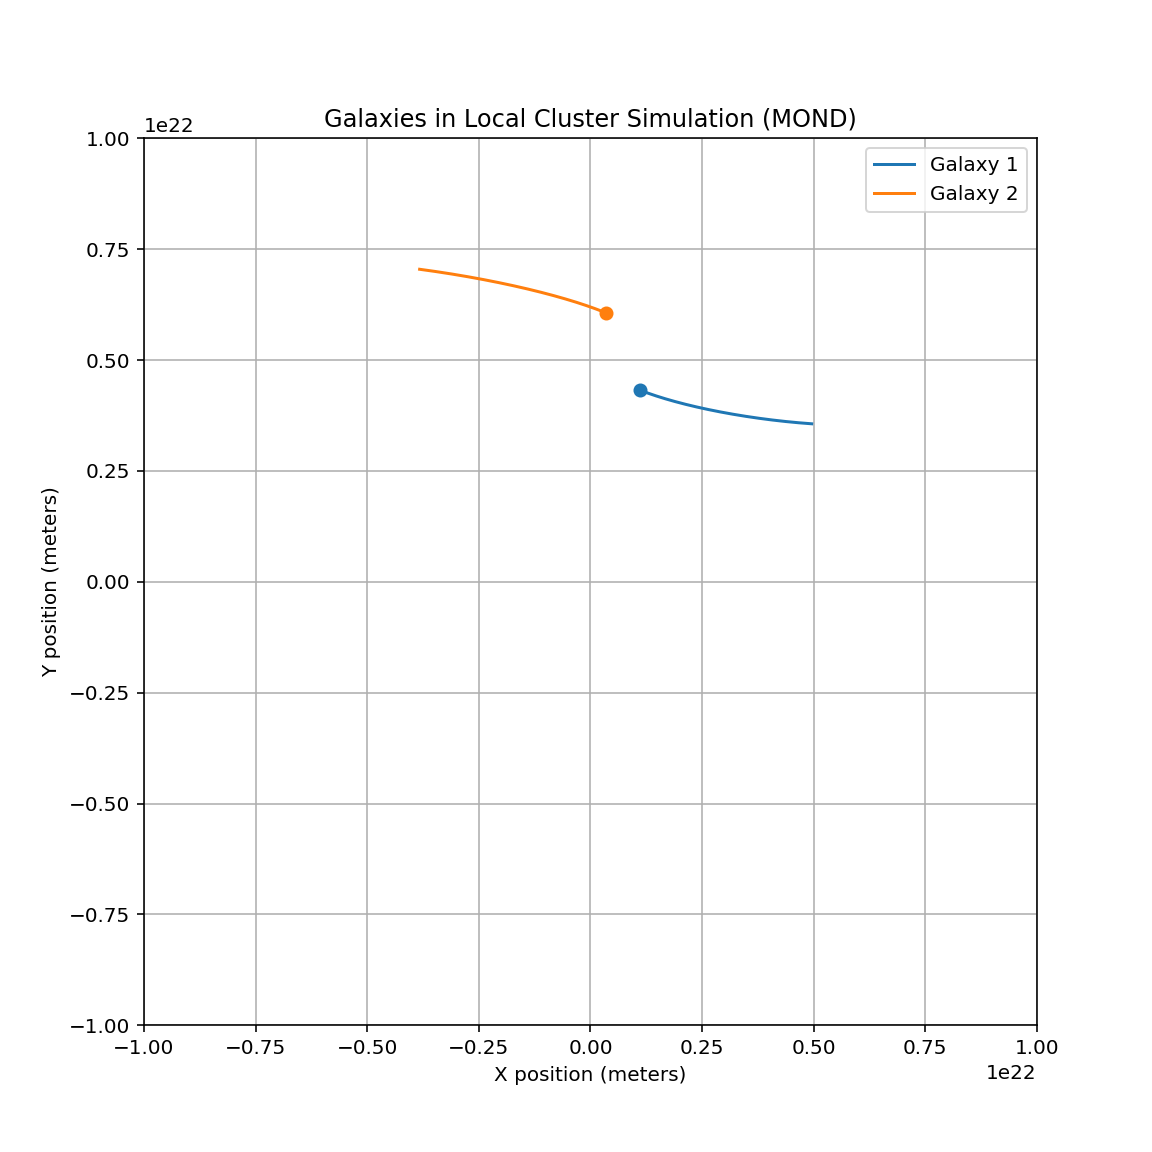 Galaxies in Local Cluster Simulation (MOND)
1e22
Galaxy 1
Galaxy 2
1.00
0.75
0.50
0.25
0.00
−0.25
−0.50
−0.75
−1.00
Y position (meters)
−1.00 −0.75 −0.50 −0.25 0.00 0.25 0.50 0.75 1.00
X position (meters)
1e22